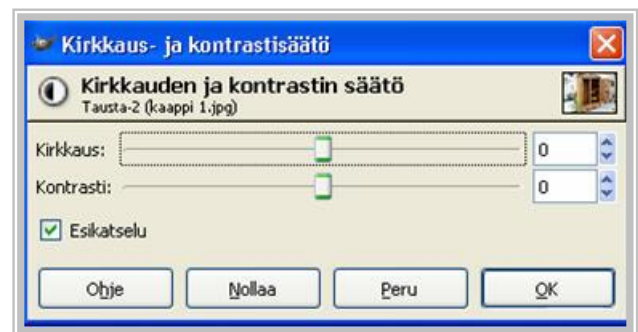 Kirkkaus- ja kontrastisäätö
Kirkkauden ja kontrastin säätö
Tausta-2 (kaappi 1.jpg)
Kirkkaus: 0
Kontrasti: 0
Esikatselu
Ohje Nollaa Peru OK